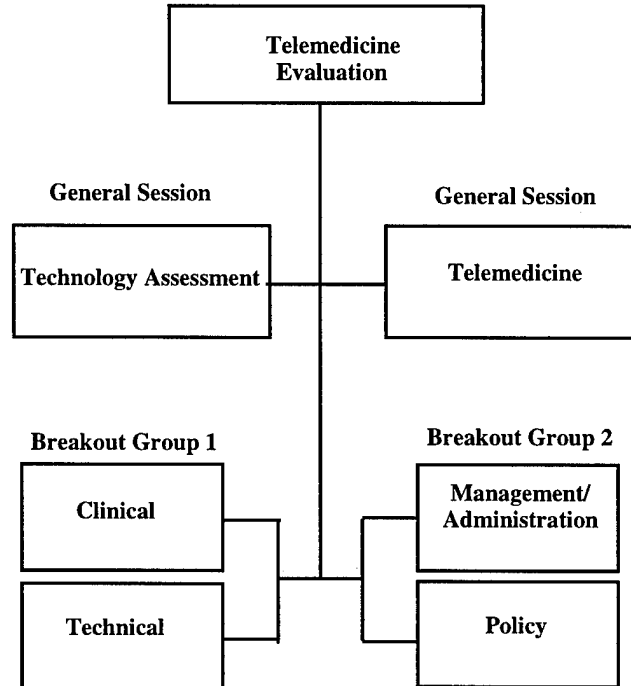 Telemedicine
Evaluation
General Session
General Session
Technology Assessment
Telemedicine
Breakout Group 1
Breakout Group 2
Clinical
Management/
Administration
Technical
Policy